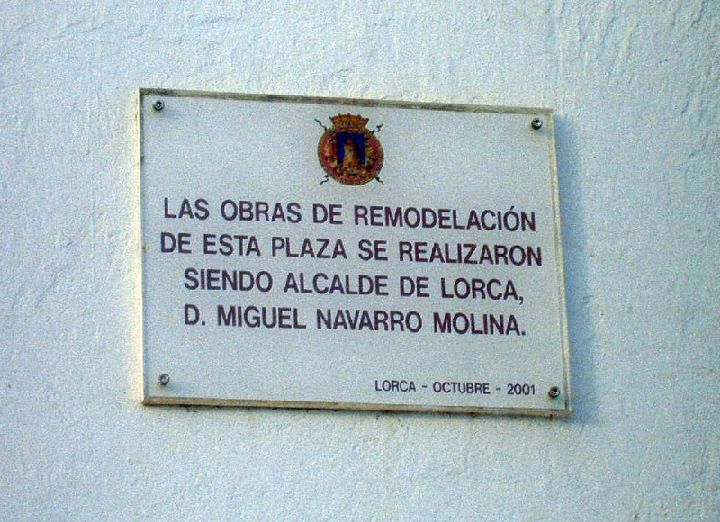 LAS OBRAS DE REMODELACIÓN
DE ESTA PLAZA SE REALIZARON
SIENDO ALCALDE DE LORCA,
D. MIGUEL NAVARRO MOLINA.
LORCA - OCTUBRE - 2001